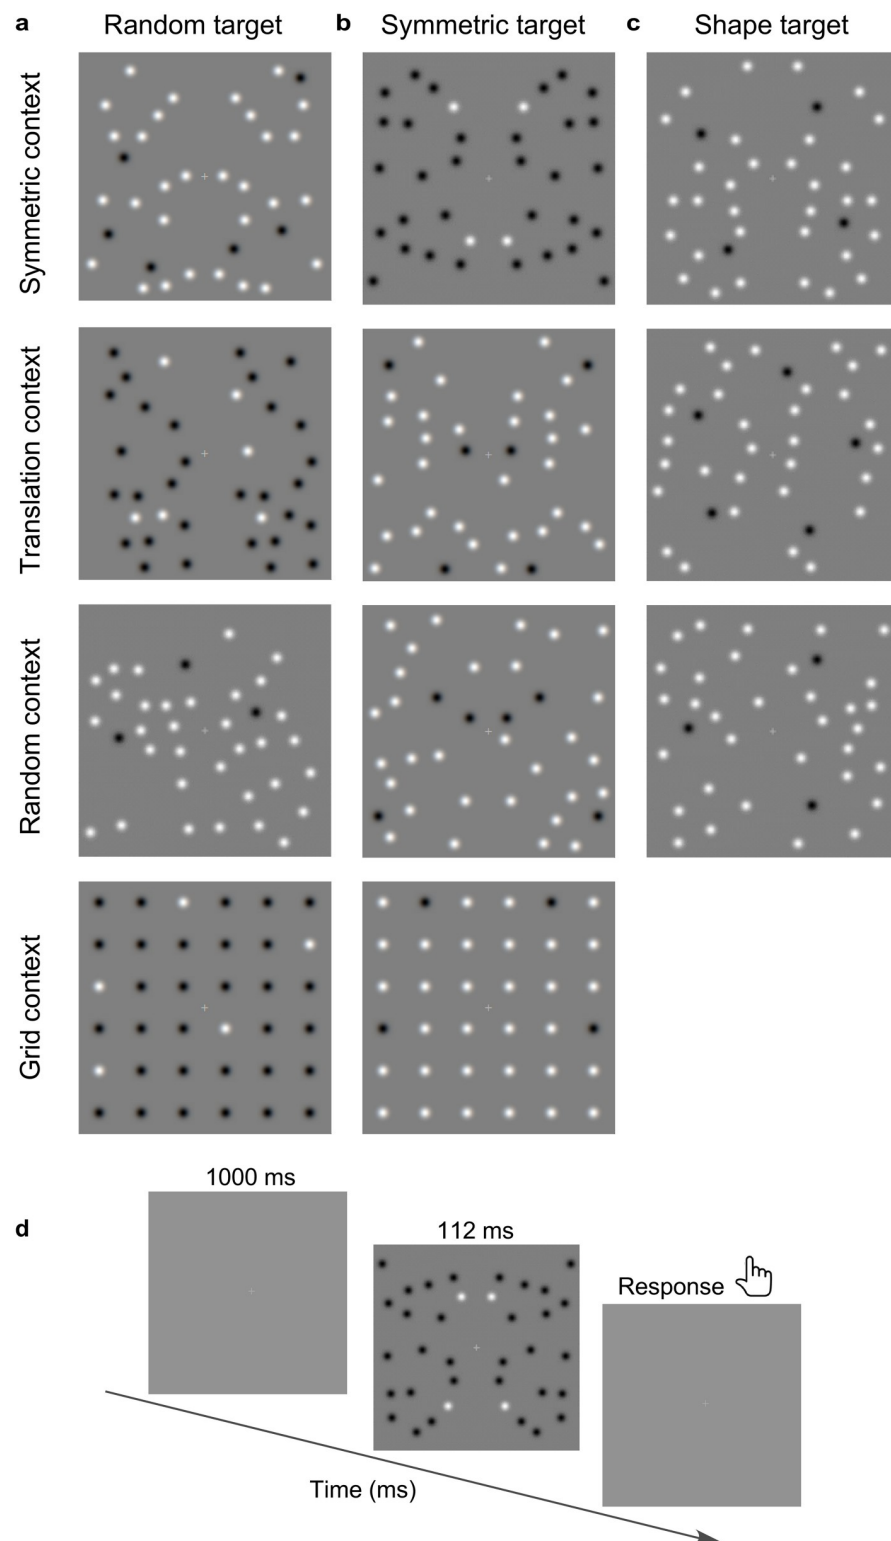 a Random target b Symmetric target c Shape target
Symmetric context
Translation context
Random context
Grid context
1000 ms
d
112 ms
Response
Time (ms)